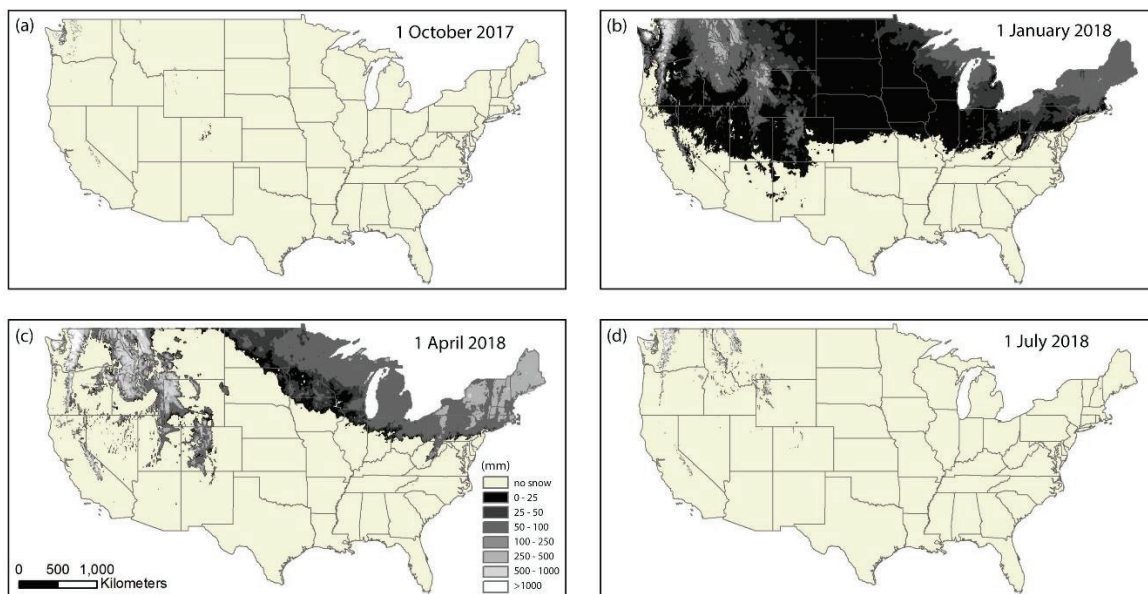 (a)
1 October 2017
(b)
1 January 2018
(c)
1 April 2018
(mm)
no snow
0 - 25
25 - 50
50 - 100
100 - 250
250 - 500
500 - 1000
>1000
0 500 1,000
Kilometers
(d)
1 July 2018